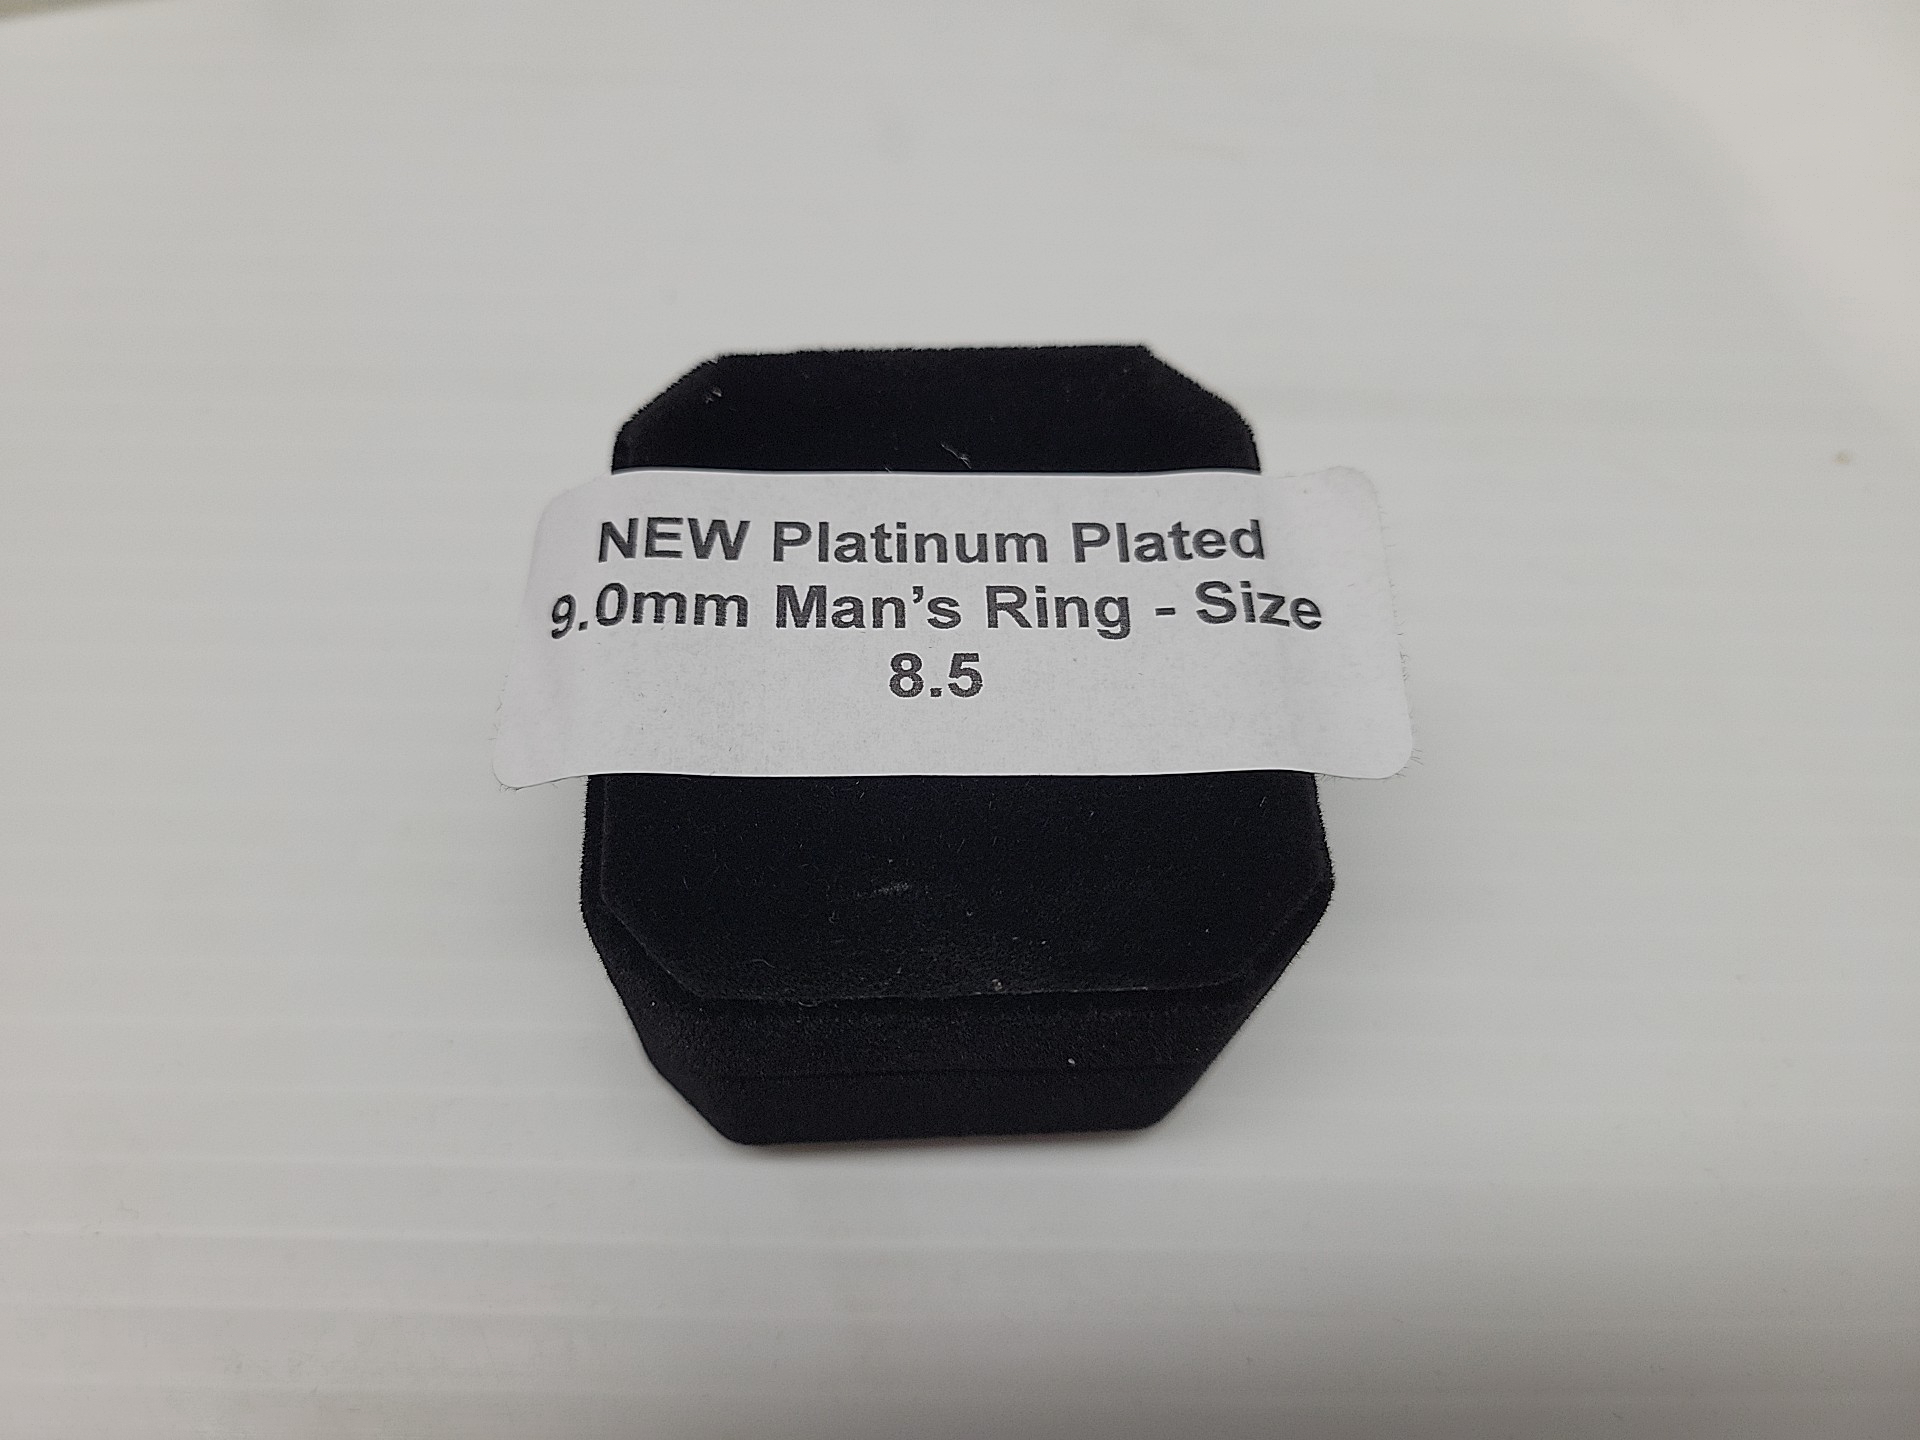 NEW Platinum Plated
9.0mm Man’s Ring - Size
8.5